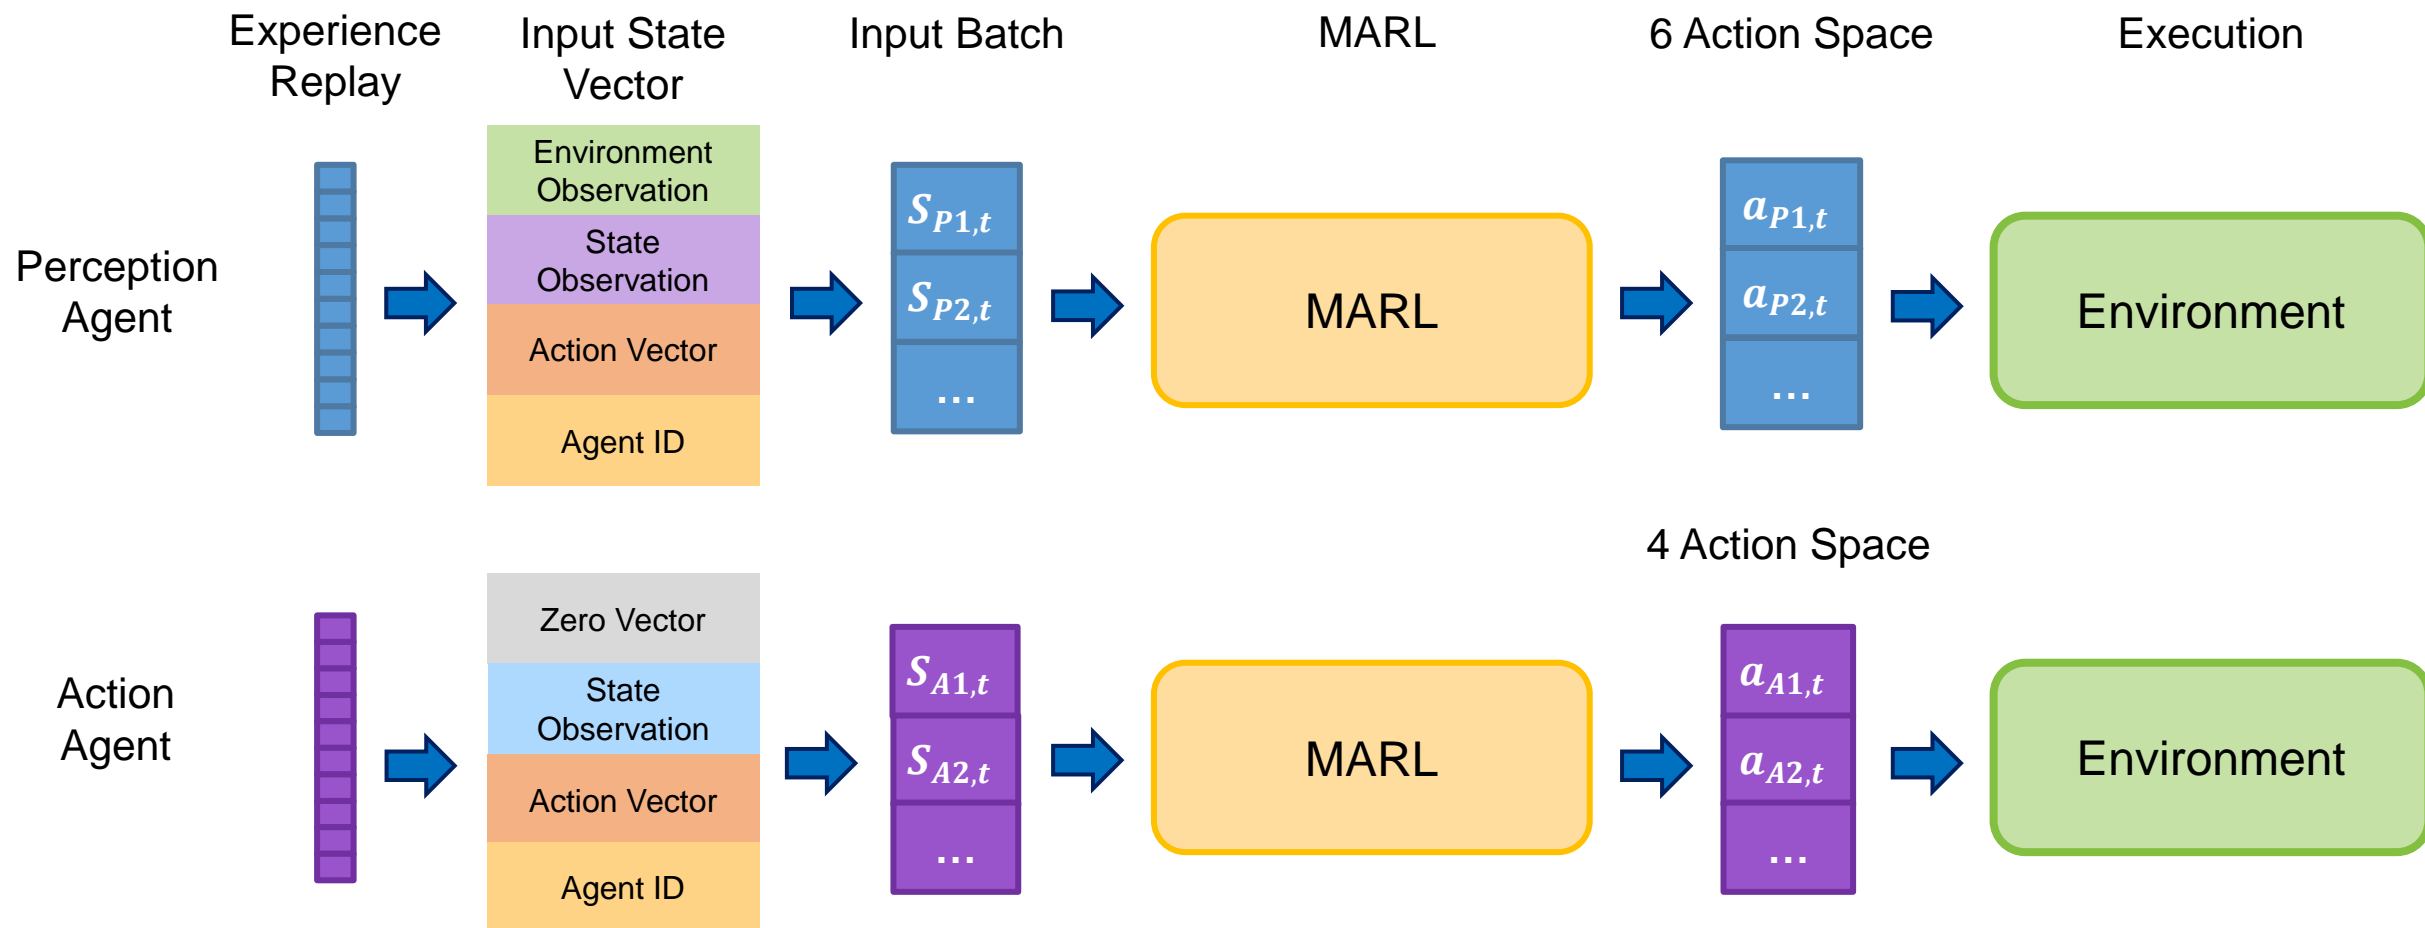 Experience
Replay
Input State
Vector
Input Batch
MARL
6 Action Space
Execution
Perception
Agent
Environment
Observation
State
Observation
Action Vector
Agent ID
S_{P1,t}
S_{P2,t}
...
MARL
a_{P1,t}
a_{P2,t}
...
Environment
4 Action Space
Action
Agent
Zero Vector
State
Observation
Action Vector
Agent ID
S_{A1,t}
S_{A2,t}
...
MARL
a_{A1,t}
a_{A2,t}
...
Environment